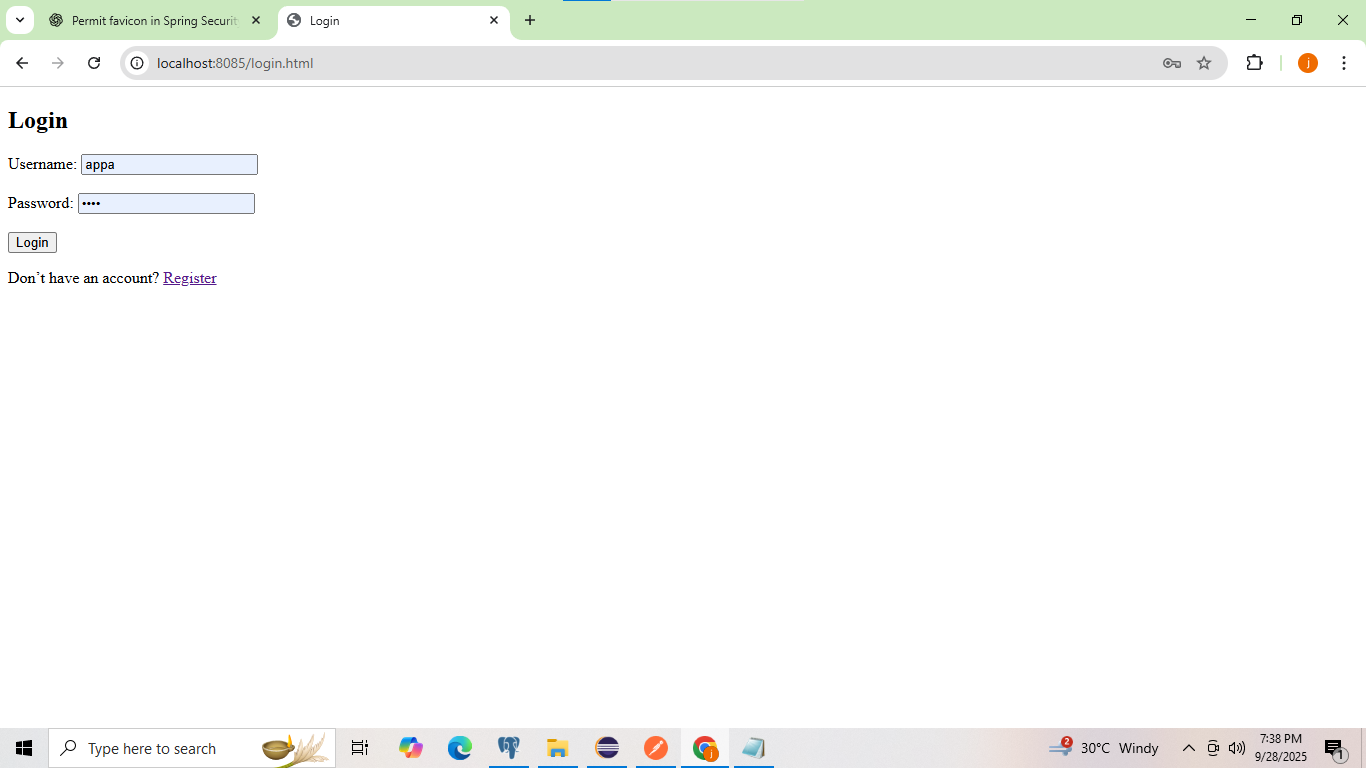 Permit favicon in Spring Securit
Login
localhost:8085/login.html
j
Login
Username: appa
Password: ••••
Login
Don’t have an account? Register
Type here to search
j
2
30°C Windy
7:38 PM
9/28/2025
1